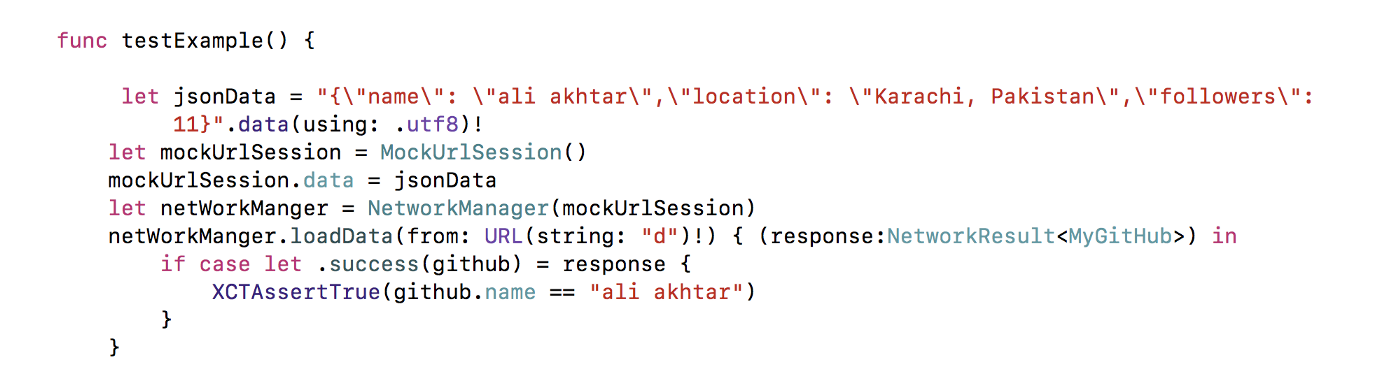 func testExample() {
let jsonData = "{\"name\": \"ali akhtar\",\"location\": \"Karachi, Pakistan\",\"followers\":
11}".data(using: .utf8)!
let mockUrlSession = MockUrlSession()
mockUrlSession.data = jsonData
let netWorkManger = NetworkManager(mockUrlSession)
netWorkManger.loadData(from: URL(string: "d")!) { (response:NetworkResult<MyGitHub>) in
if case let .success(github) = response {
XCTAssertTrue(github.name == "ali akhtar")
}
}